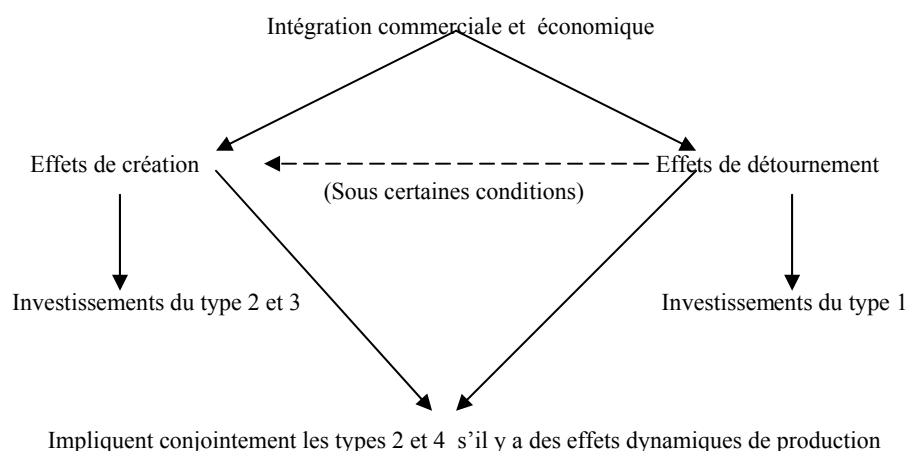 Intégration commerciale et économique
Effets de création
Effets de détournement
(Sous certaines conditions)
Investissements du type 2 et 3
Investissements du type 1
Impliquent conjointement les types 2 et 4 s’il y a des effets dynamiques de production